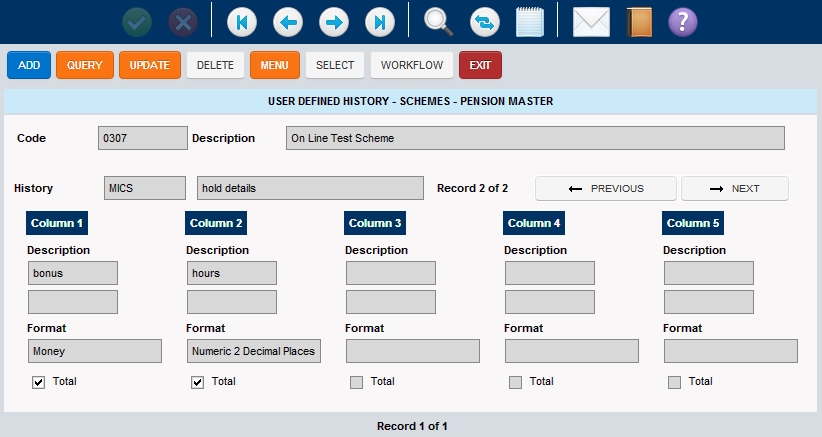 ADD QUERY UPDATE DELETE MENU SELECT WORKFLOW EXIT
USER DEFINED HISTORY - SCHEMES - PENSION MASTER
Code 0307 Description On Line Test Scheme
History MICS hold details Record 2 of 2 PREVIOUS NEXT
Column 1 Column 2 Column 3 Column 4 Column 5
Description Description Description Description Description
bonus hours
Format Format Format Format Format
Money Numeric 2 Decimal Places
Total Total Total Total Total
Record 1 of 1